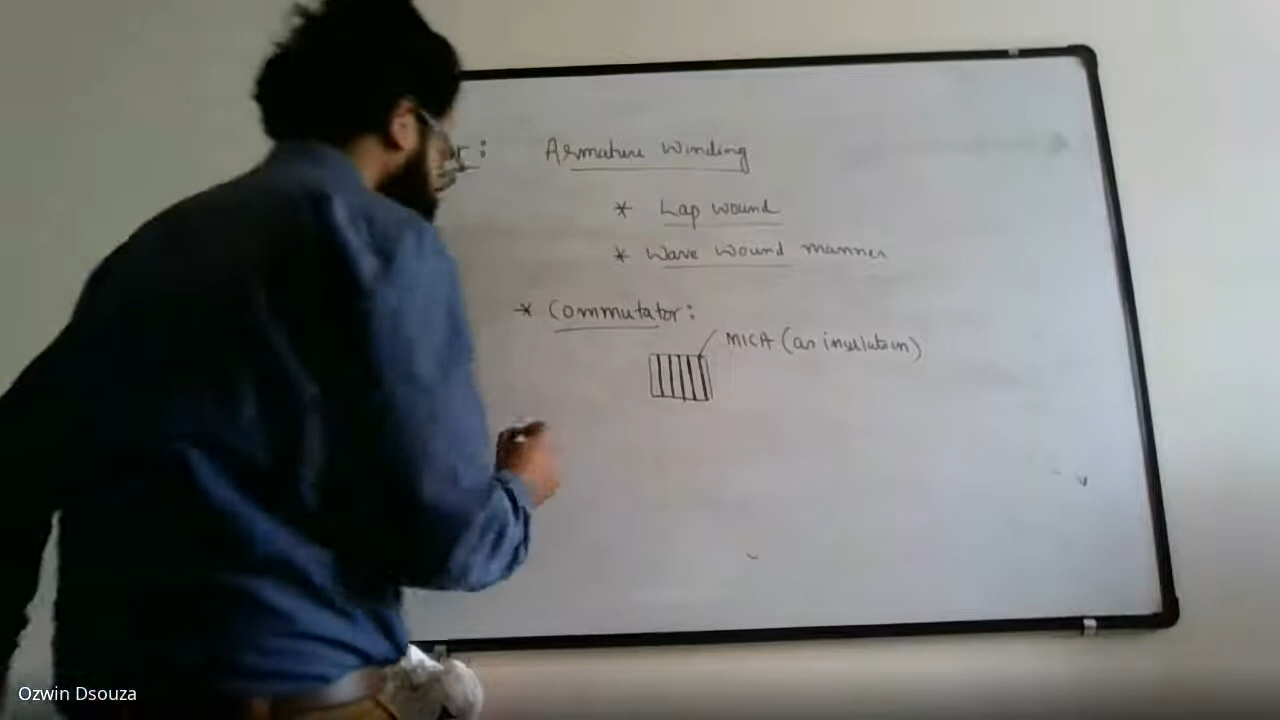 r: Armature Winding
* Lap wound
* Wave wound manner
* Commutator:
MICA (as insulation)
Ozwin Dsouza